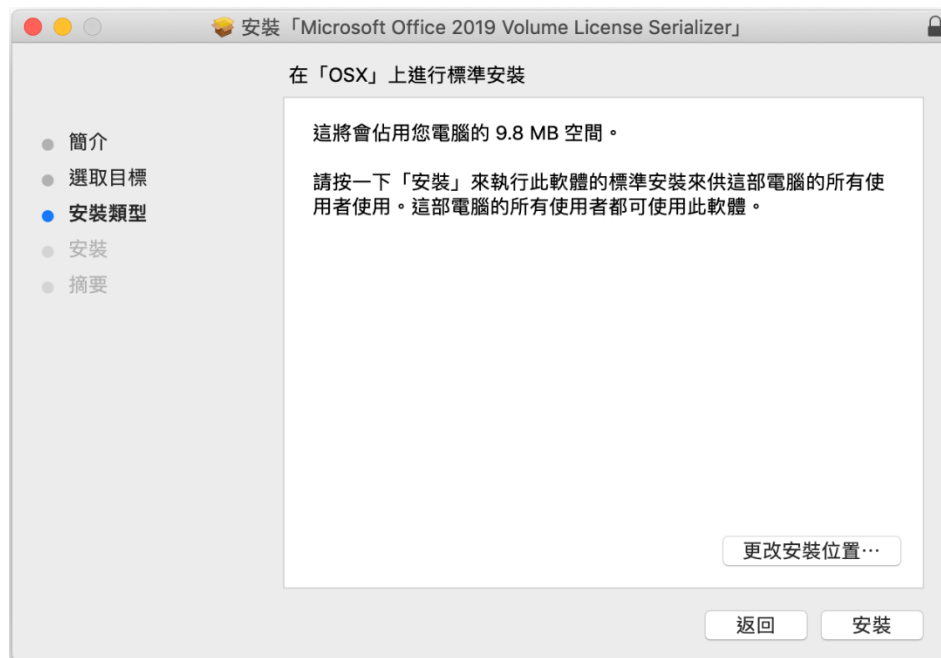 安裝「Microsoft Office 2019 Volume License Serializer」
在「OSX」上進行標準安裝
簡介
選取目標
安裝類型
安裝
摘要
這將會佔用您電腦的 9.8 MB 空間。
請按一下「安裝」來執行此軟體的標準安裝來供這部電腦的所有使
用者使用。這部電腦的所有使用者都可使用此軟體。
更改安裝位置⋯
返回
安裝